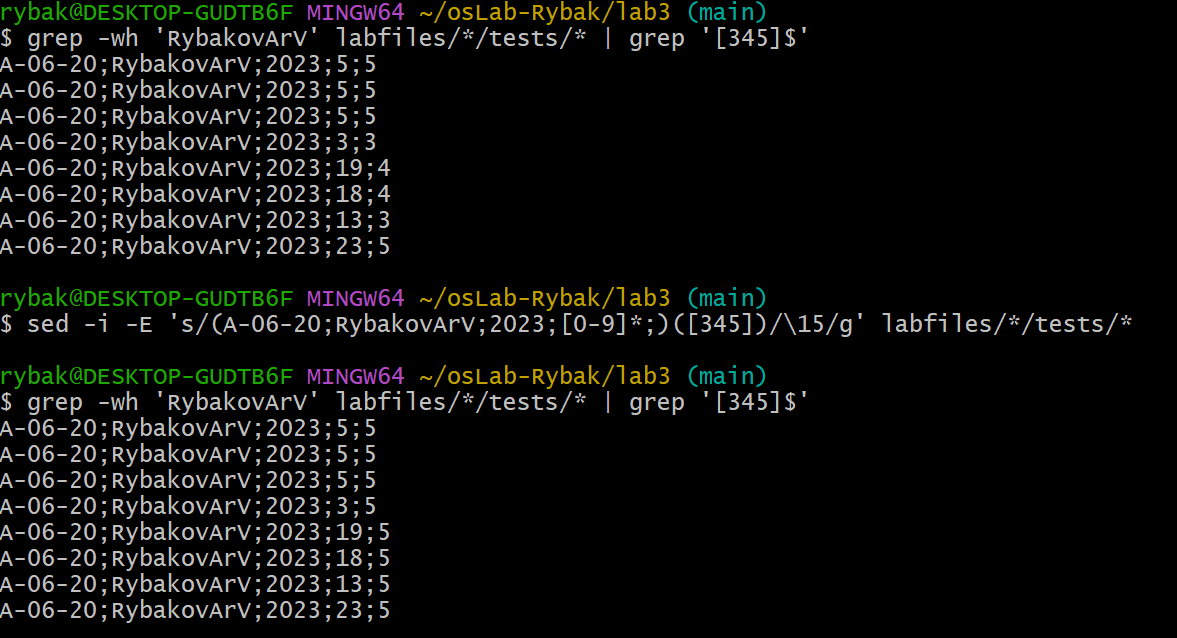 rybak@DESKTOP-GUDTB6F MINGW64 ~/osLab-Rybak/lab3 (main)
$ grep -wh 'RybakovArV' labfiles/*/tests/* | grep '[345]$'
A-06-20;RybakovArV;2023;5;5
A-06-20;RybakovArV;2023;5;5
A-06-20;RybakovArV;2023;5;5
A-06-20;RybakovArV;2023;3;3
A-06-20;RybakovArV;2023;19;4
A-06-20;RybakovArV;2023;18;4
A-06-20;RybakovArV;2023;13;3
A-06-20;RybakovArV;2023;23;5
rybak@DESKTOP-GUDTB6F MINGW64 ~/osLab-Rybak/lab3 (main)
$ sed -i -E 's/(A-06-20;RybakovArV;2023;[0-9]*;)([345])/\15/g' labfiles/*/tests/*
rybak@DESKTOP-GUDTB6F MINGW64 ~/osLab-Rybak/lab3 (main)
$ grep -wh 'RybakovArV' labfiles/*/tests/* | grep '[345]$'
A-06-20;RybakovArV;2023;5;5
A-06-20;RybakovArV;2023;5;5
A-06-20;RybakovArV;2023;5;5
A-06-20;RybakovArV;2023;3;5
A-06-20;RybakovArV;2023;19;5
A-06-20;RybakovArV;2023;18;5
A-06-20;RybakovArV;2023;13;5
A-06-20;RybakovArV;2023;23;5